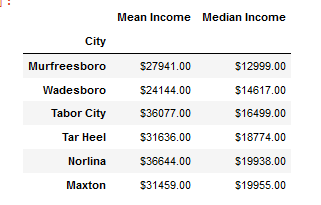 Mean Income Median Income
City
Murfreesboro $27941.00 $12999.00
Wadesboro $24144.00 $14617.00
Tabor City $36077.00 $16499.00
Tar Heel $31636.00 $18774.00
Norlina $36644.00 $19938.00
Maxton $31459.00 $19955.00